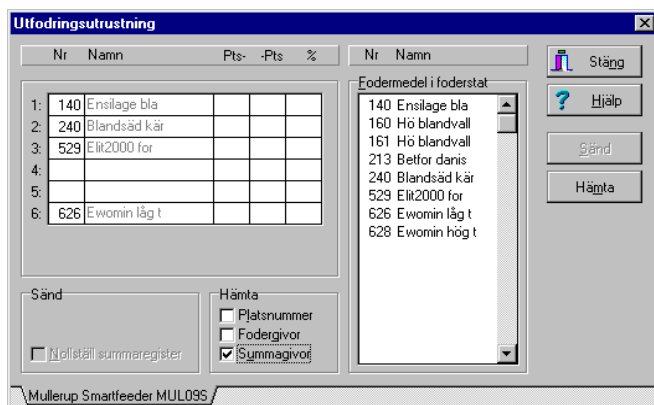 Utfodringsutrustning
Nr Namn Pts- -Pts %
1: 140 Ensilage bla
2: 240 Blandsäd kär
3: 529 Elit2000 for
4:
5:
6: 626 Ewomin låg t
Nr Namn
Fodermedel i foderstat
140 Ensilage bla
160 Hö blandvall
161 Hö blandvall
213 Betfor danis
240 Blandsäd kär
529 Elit2000 for
626 Ewomin låg t
628 Ewomin hög t
Stäng
? Hjälp
Sänd
Hämta
Sänd
Nollställ summaregister
Hämta
Platsnummer
Fodergivor
Summagivor
Mullerup Smartfeeder MUL09S